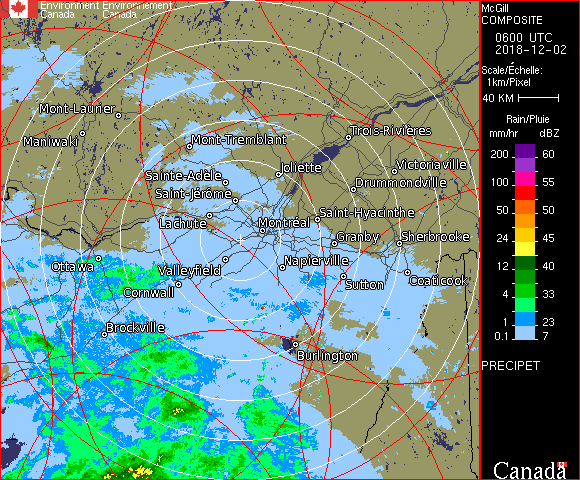 Environment Environnement
Canada Canada
McGill
COMPOSITE
0600 UTC
2018-12-02
Scale/Échelle:
1km/Pixel
40 KM
Rain/Pluie
mm/hr dBZ
200 60
100 55
50 50
24 45
12 40
4 33
1 23
0.1 7
PRECIPET
Canada
Mont-Laurier
Maniwaki
Mont-Tremblant
Trois-Rivières
Joliette
Victoriaville
Sainte-Adèle
Drummondville
Saint-Jérôme
Lachute
Saint-Hyacinthe
Montréal
Granby
Sherbrooke
Ottawa
Valleyfield
Napierville
Cornwall
Sutton
Coaticook
Brockville
Burlington